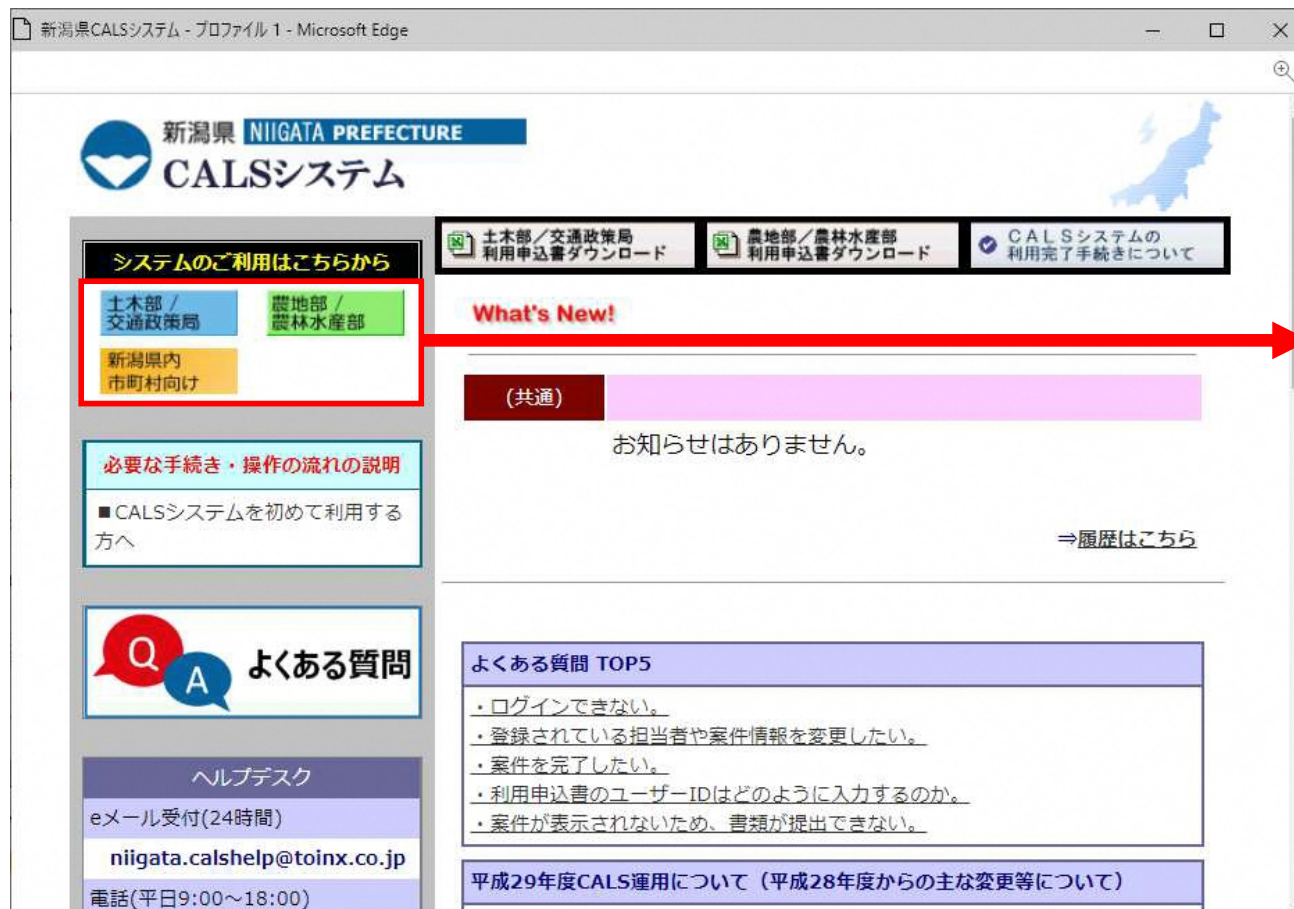 新潟県CALSシステム - プロファイル 1 - Microsoft Edge
新潟県 NIIGATA PREFECTURE
CALSシステム
システムのご利用はこちらから
土木部 /
交通政策局
農地部 /
農林水産部
新潟県内
市町村向け
必要な手続き・操作の流れの説明
■CALSシステムを初めて利用する
方へ
Q
A
よくある質問
ヘルプデスク
eメール受付(24時間)
niigata.calshelp@toinx.co.jp
電話(平日9:00～18:00)
土木部／交通政策局
利用申込書ダウンロード
農地部／農林水産部
利用申込書ダウンロード
CALSシステムの
利用完了手続きについて
What's New!
(共通)
お知らせはありません。
⇒履歴はこちら
よくある質問 TOP5
・ログインできない。
・登録されている担当者や案件情報を変更したい。
・案件を完了したい。
・利用申込書のユーザーIDはどのように入力するのか。
・案件が表示されないため、書類が提出できない。
平成29年度CALS運用について（平成28年度からの主な変更等について）